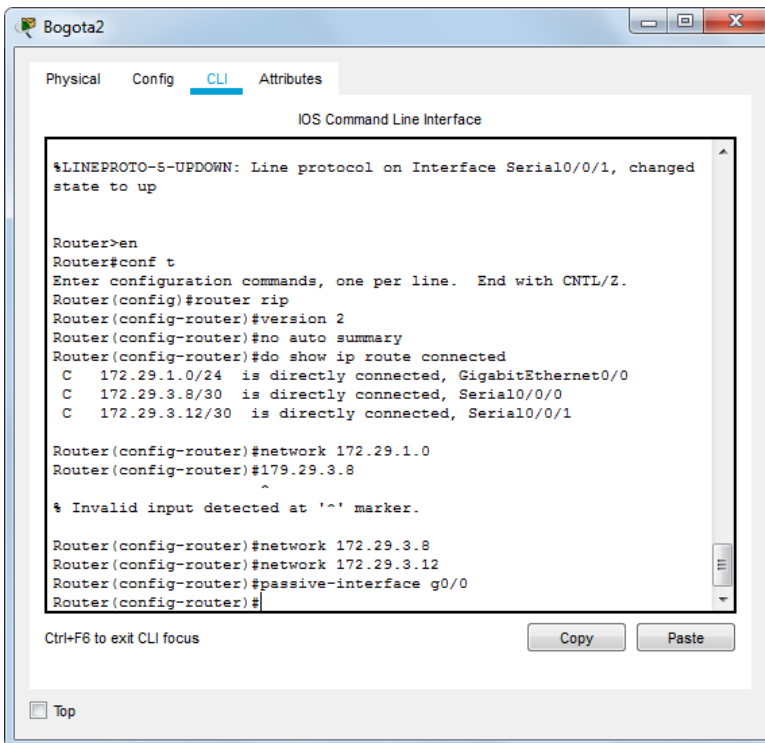 Bogota2
Physical Config CLI Attributes
IOS Command Line Interface
%LINEPROTO-5-UPDOWN: Line protocol on Interface Serial0/0/1, changed
state to up
Router>en
Router#conf t
Enter configuration commands, one per line.  End with CNTL/Z.
Router(config)#router rip
Router(config-router)#version 2
Router(config-router)#no auto summary
Router(config-router)#do show ip route connected
 C   172.29.1.0/24  is directly connected, GigabitEthernet0/0
 C   172.29.3.8/30  is directly connected, Serial0/0/0
 C   172.29.3.12/30  is directly connected, Serial0/0/1
Router(config-router)#network 172.29.1.0
Router(config-router)#179.29.3.8
                      ^
% Invalid input detected at '^' marker.
Router(config-router)#network 172.29.3.8
Router(config-router)#network 172.29.3.12
Router(config-router)#passive-interface g0/0
Router(config-router)#
Ctrl+F6 to exit CLI focus Copy Paste
Top